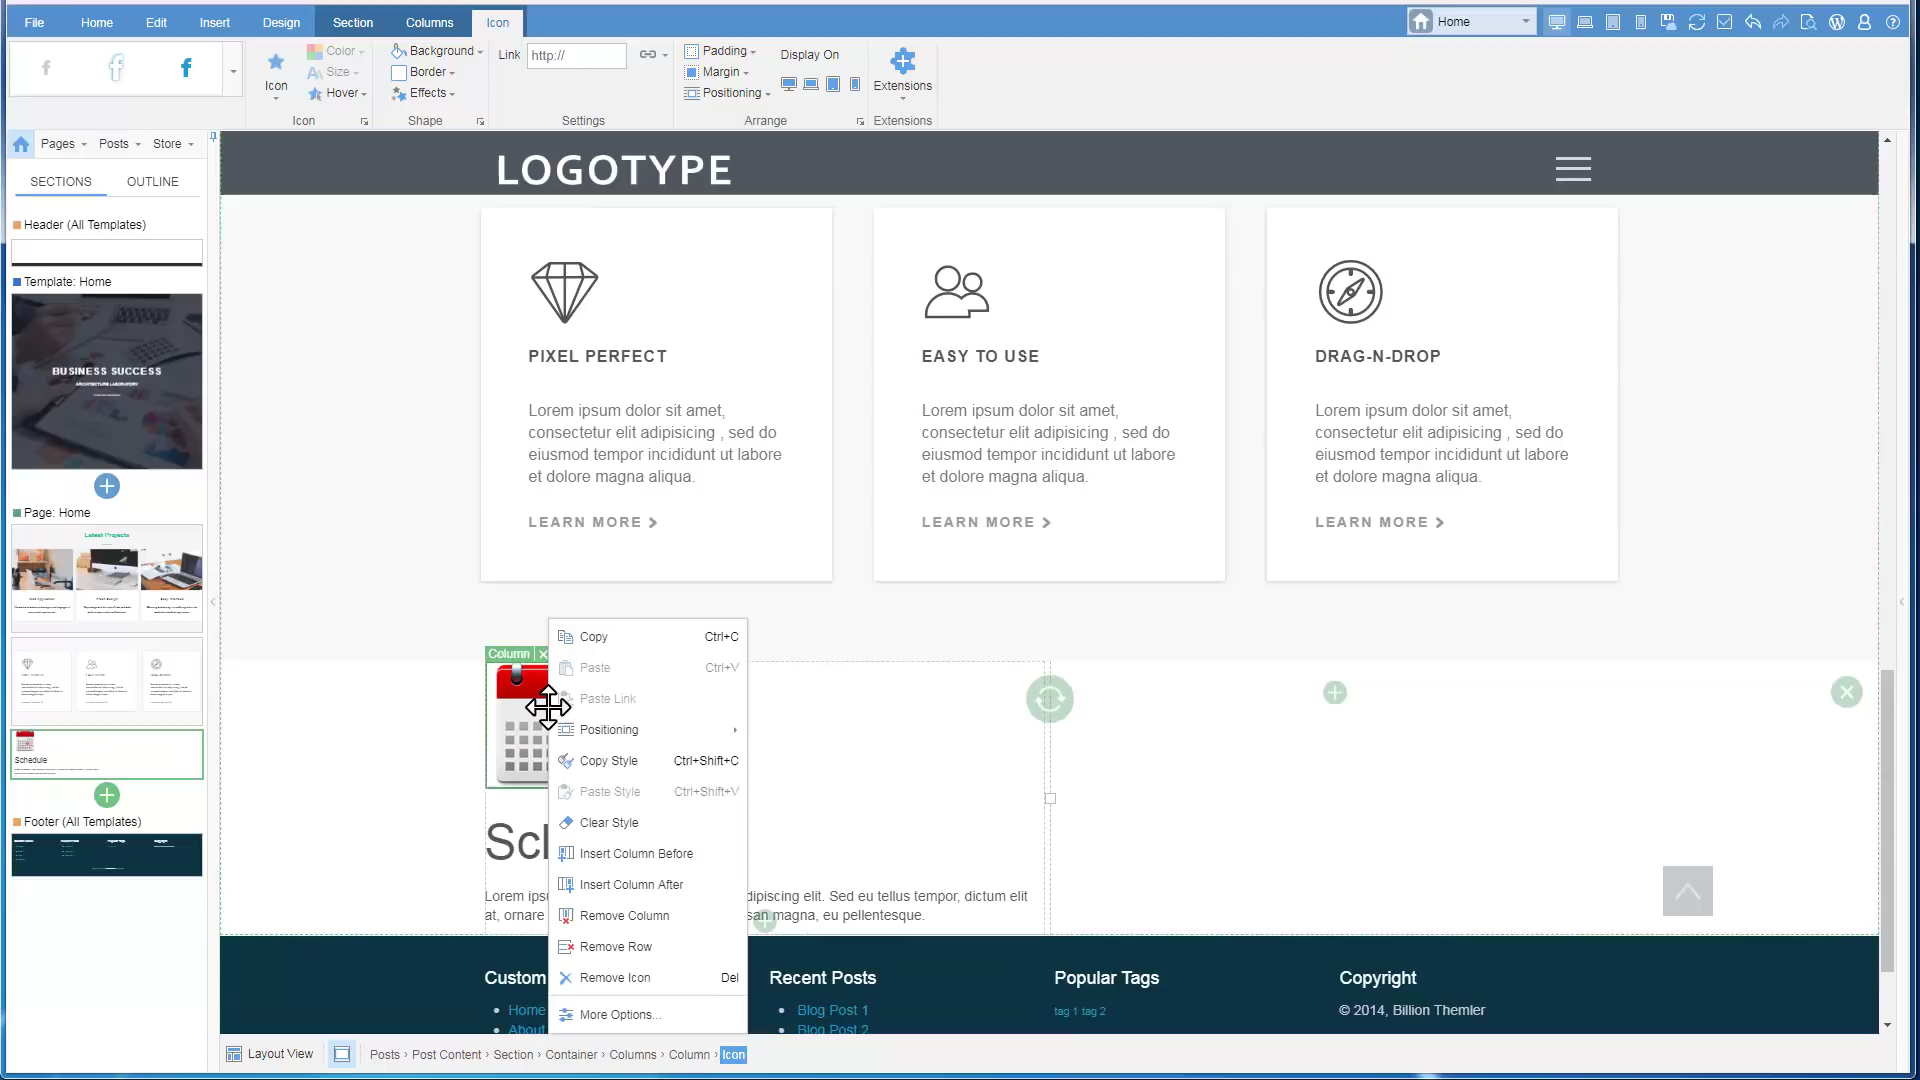 File Home Edit Insert Design Section Columns Icon Home
Color Background Link http:// Padding Display On
Icon Size Border Margin Extensions
Hover Effects Positioning
Icon Shape Settings Arrange Extensions
Pages Posts Store
SECTIONS OUTLINE
Header (All Templates)
Template: Home
BUSINESS SUCCESS
ARCHITECTURE LABORATORY
Page: Home
Latest Projects
Schedule
Footer (All Templates)
LOGOTYPE
PIXEL PERFECT
Lorem ipsum dolor sit amet,
consectetur elit adipisicing , sed do
eiusmod tempor incididunt ut labore
et dolore magna aliqua.
LEARN MORE
EASY TO USE
Lorem ipsum dolor sit amet,
consectetur elit adipisicing , sed do
eiusmod tempor incididunt ut labore
et dolore magna aliqua.
LEARN MORE
DRAG-N-DROP
Lorem ipsum dolor sit amet,
consectetur elit adipisicing , sed do
eiusmod tempor incididunt ut labore
et dolore magna aliqua.
LEARN MORE
Column
Copy Ctrl+C
Paste Ctrl+V
Paste Link
Positioning
Copy Style Ctrl+Shift+C
Paste Style Ctrl+Shift+V
Clear Style
Insert Column Before
Insert Column After
Remove Column
Remove Row
Remove Icon Del
More Options...
Sc
Lorem ips dipiscing elit. Sed eu tellus tempor, dictum elit
at, ornare san magna, eu pellentesque.
Custom
Home
About
Recent Posts
Blog Post 1
Blog Post 2
Popular Tags
tag 1 tag 2
Copyright
© 2014, Billion Themler
Layout View Posts › Post Content › Section › Container › Columns › Column › Icon